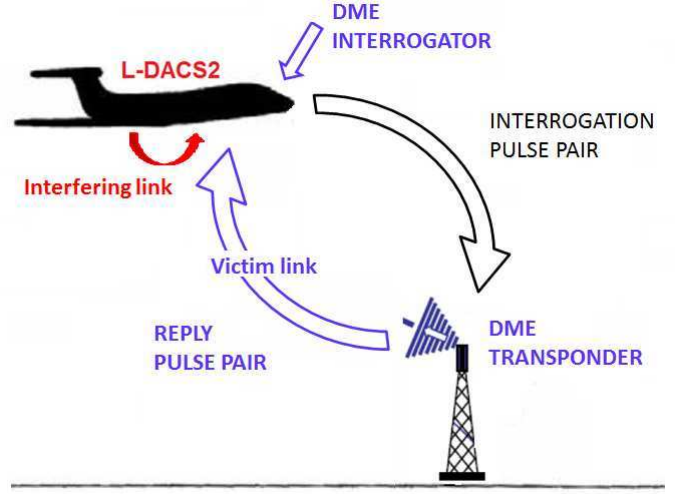 DME
INTERROGATOR
L-DACS2
INTERROGATION
PULSE PAIR
Interfering link
Victim link
REPLY
PULSE PAIR
DME
TRANSPONDER